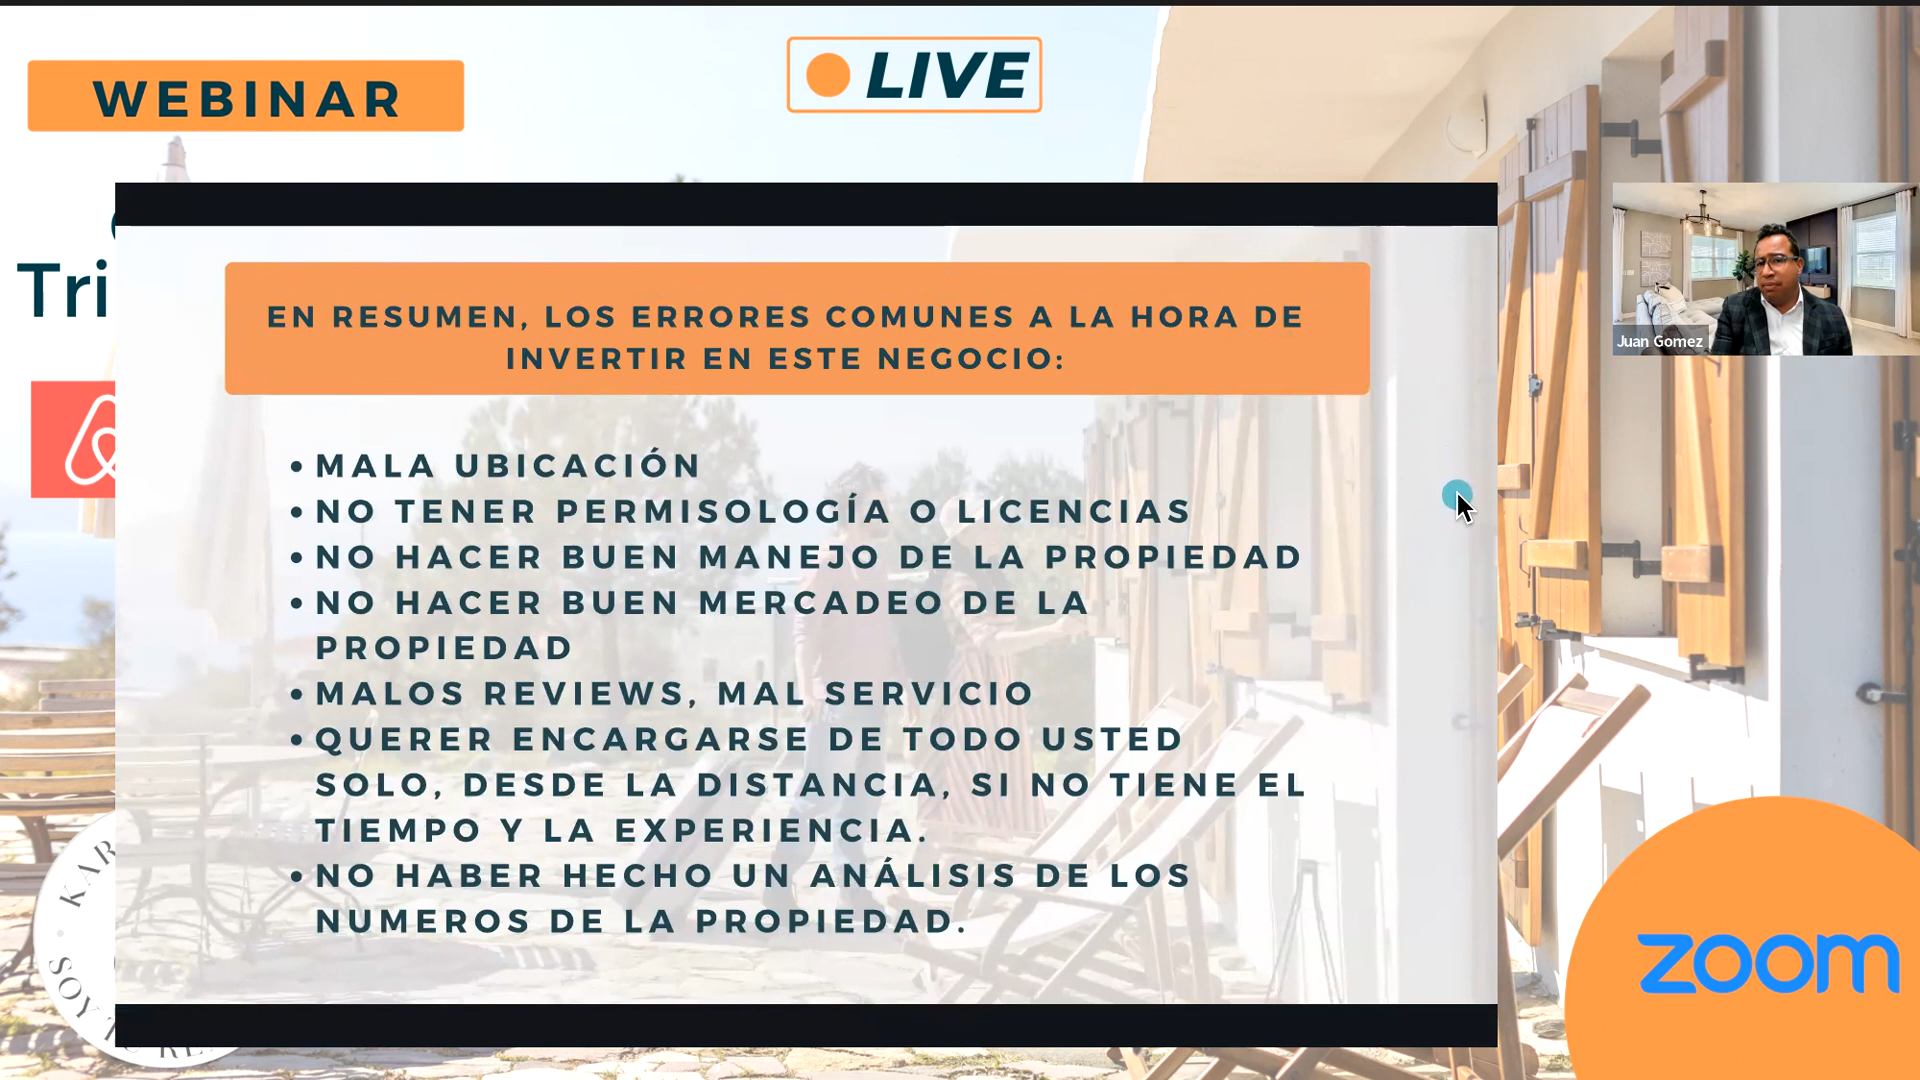 WEBINAR
LIVE
Tri
EN RESUMEN, LOS ERRORES COMUNES A LA HORA DE
INVERTIR EN ESTE NEGOCIO:
Juan Gomez
• MALA UBICACIÓN
• NO TENER PERMISOLOGÍA O LICENCIAS
• NO HACER BUEN MANEJO DE LA PROPIEDAD
• NO HACER BUEN MERCADEO DE LA
PROPIEDAD
• MALOS REVIEWS, MAL SERVICIO
• QUERER ENCARGARSE DE TODO USTED
SOLO, DESDE LA DISTANCIA, SI NO TIENE EL
TIEMPO Y LA EXPERIENCIA.
• NO HABER HECHO UN ANÁLISIS DE LOS
NUMEROS DE LA PROPIEDAD.
KAR
SOY T
zoom